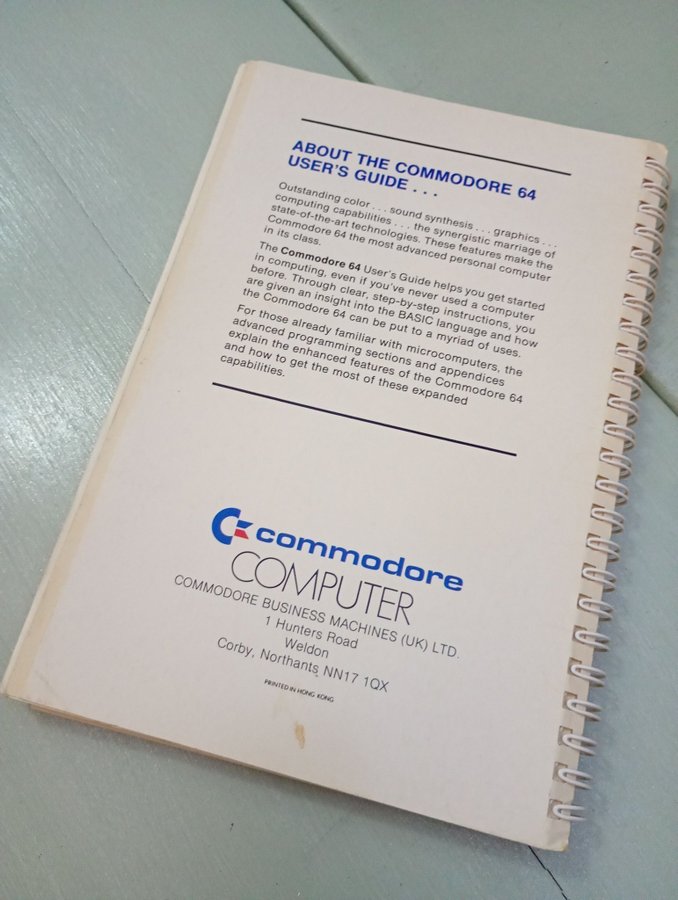 ABOUT THE COMMODORE 64
USER'S GUIDE . . .
Outstanding color . . . sound synthesis . . . graphics . . .
computing capabilities . . . the synergistic marriage of
state-of-the-art technologies. These features make the
Commodore 64 the most advanced personal computer
in its class.
The Commodore 64 User's Guide helps you get started
in computing, even if you've never used a computer
before. Through clear, step-by-step instructions, you
are given an insight into the BASIC language and how
the Commodore 64 can be put to a myriad of uses.
For those already familiar with microcomputers, the
advanced programming sections and appendices
explain the enhanced features of the Commodore 64
and how to get the most of these expanded
capabilities.
commodore
COMPUTER
COMMODORE BUSINESS MACHINES (UK) LTD.
1 Hunters Road
Weldon
Corby, Northants NN17 1QX
PRINTED IN HONG KONG